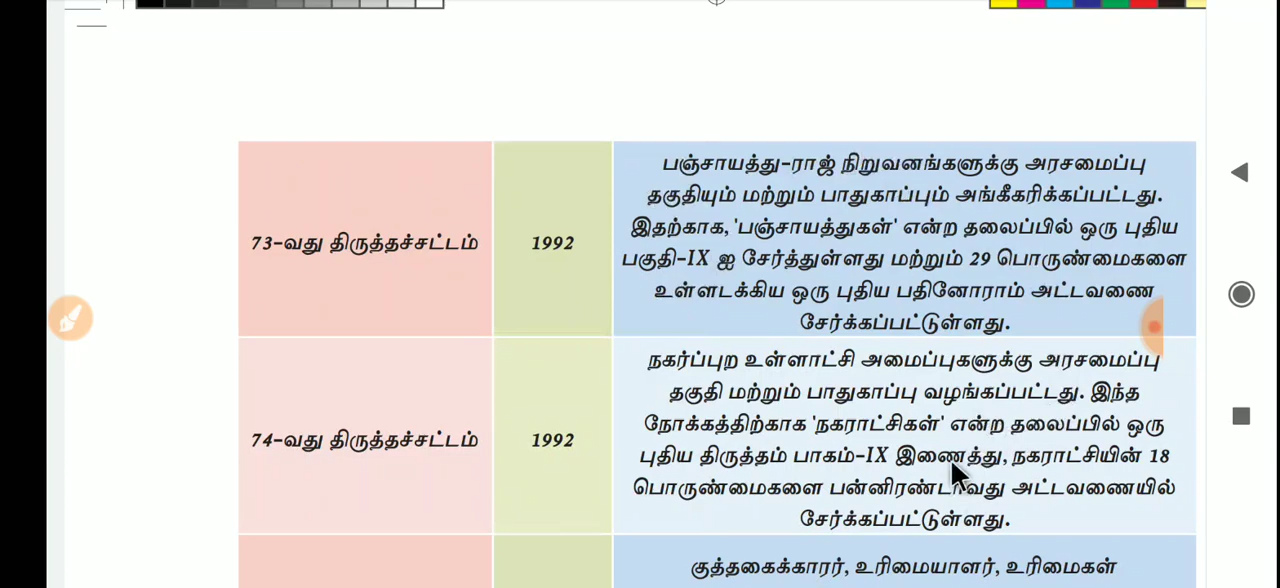 73-வது திருத்தச்சட்டம்
1992
பஞ்சாயத்து-ராஜ் நிறுவனங்களுக்கு அரசமைப்பு
தகுதியும் மற்றும் பாதுகாப்பும் அங்கீகரிக்கப்பட்டது.
இதற்காக, 'பஞ்சாயத்துகள்' என்ற தலைப்பில் ஒரு புதிய
பகுதி-IX ஐ சேர்த்துள்ளது மற்றும் 29 பொருண்மைகளை
உள்ளடக்கிய ஒரு புதிய பதினோராம் அட்டவணை
சேர்க்கப்பட்டுள்ளது.
74-வது திருத்தச்சட்டம்
1992
நகர்ப்புற உள்ளாட்சி அமைப்புகளுக்கு அரசமைப்பு
தகுதி மற்றும் பாதுகாப்பு வழங்கப்பட்டது. இந்த
நோக்கத்திற்காக 'நகராட்சிகள்' என்ற தலைப்பில் ஒரு
புதிய திருத்தம் பாகம்-IX இணைத்து, நகராட்சியின் 18
பொருண்மைகளை பன்னிரண்டாவது அட்டவணையில்
சேர்க்கப்பட்டுள்ளது.
குத்தகைக்காரர், உரிமையாளர், உரிமைகள்